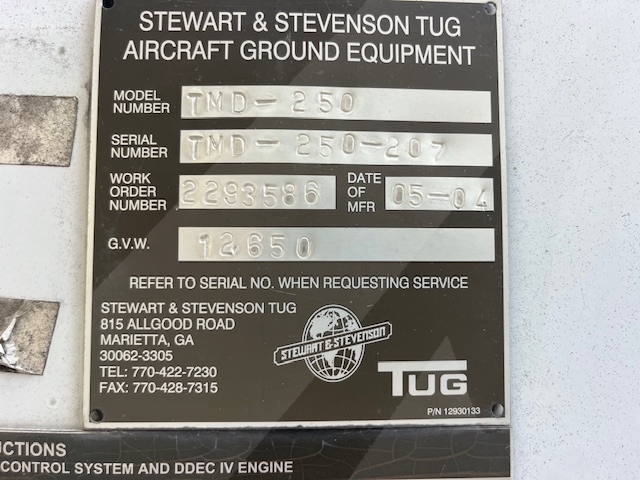 STEWART & STEVENSON TUG
AIRCRAFT GROUND EQUIPMENT
MODEL NUMBER TMD-250
SERIAL NUMBER TMD-250-207
WORK ORDER NUMBER 2293586 DATE OF MFR 05-04
G.V.W. 12650
REFER TO SERIAL NO. WHEN REQUESTING SERVICE
STEWART & STEVENSON TUG
815 ALLGOOD ROAD
MARIETTA, GA
30062-3305
TEL: 770-422-7230
FAX: 770-428-7315
STEWART & STEVENSON
TUG
P/N 12930133
CONTROL SYSTEM AND DDEC IV ENGINE